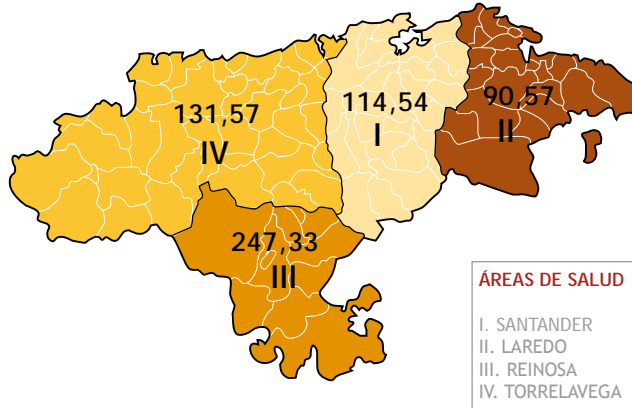 131,57
IV
114,54
I
90,57
II
247,33
III
ÁREAS DE SALUD
I. SANTANDER
II. LAREDO
III. REINOSA
IV. TORRELAVEGA